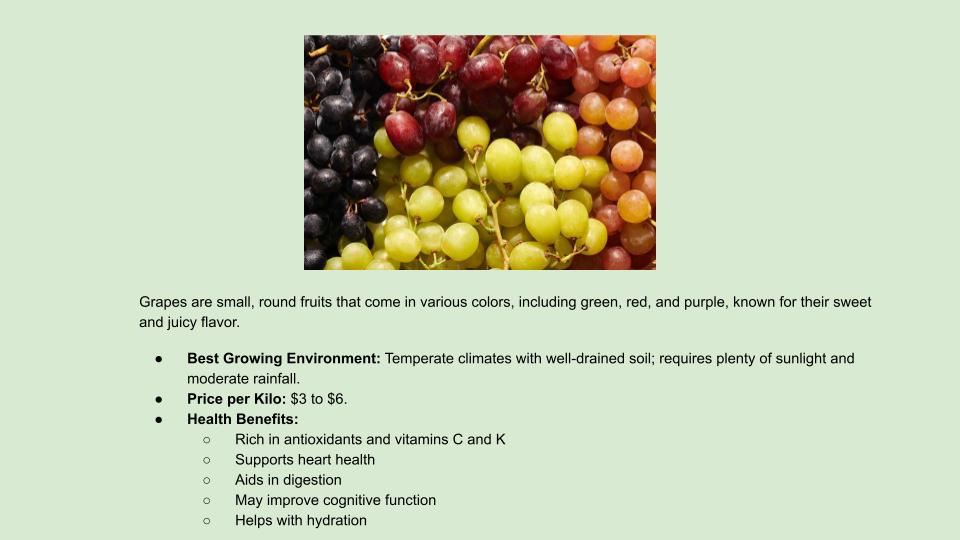 Grapes are small, round fruits that come in various colors, including green, red, and purple, known for their sweet
and juicy flavor.
● Best Growing Environment: Temperate climates with well-drained soil; requires plenty of sunlight and
moderate rainfall.
● Price per Kilo: $3 to $6.
● Health Benefits:
○ Rich in antioxidants and vitamins C and K
○ Supports heart health
○ Aids in digestion
○ May improve cognitive function
○ Helps with hydration